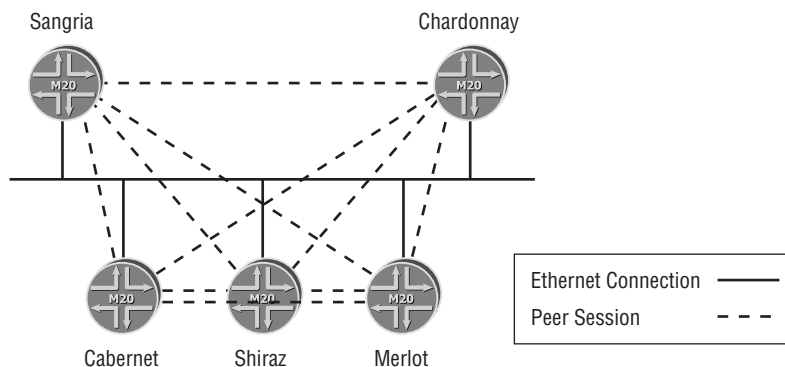 Sangria
Chardonnay
M20
M20
M20
M20
M20
Cabernet
Shiraz
Merlot
Ethernet Connection
Peer Session